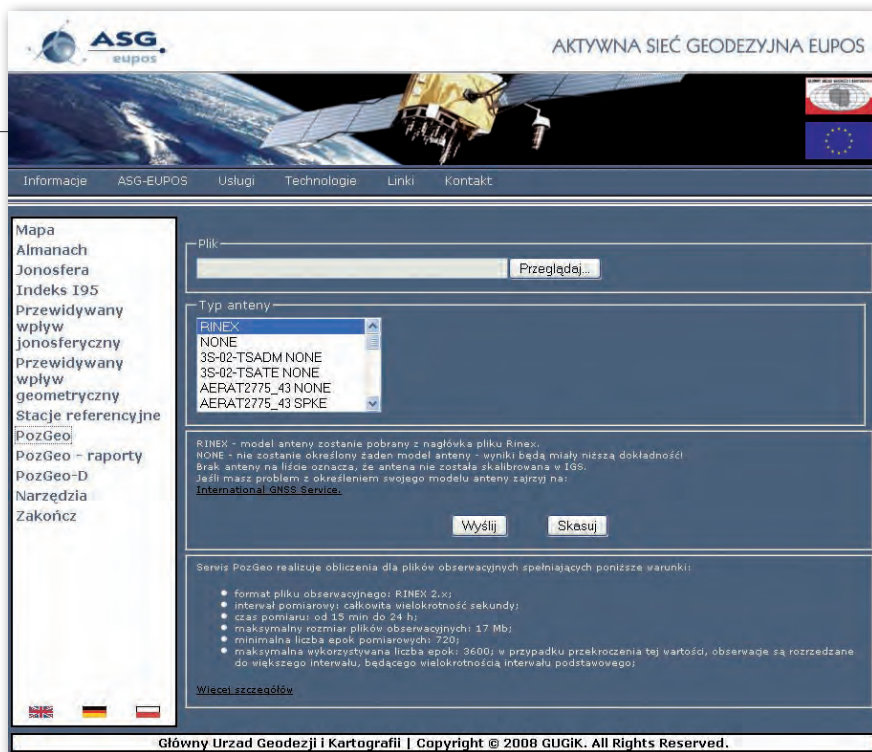 ASG
eupos
AKTYWNA SIEĆ GEODEZYJNA EUPOS
Informacje ASG-EUPOS Usługi Technologie Linki Kontakt
Mapa
Almanach
Jonosfera
Indeks I95
Przewidywany
wpływ
jonosferyczny
Przewidywany
wpływ
geometryczny
Stacje referencyjne
PozGeo
PozGeo - raporty
PozGeo-D
Narzędzia
Zakończ
Plik
Przeglądaj...
Typ anteny
RINEX
NONE
3S-02-TSADM NONE
3S-02-TSATE NONE
AERAT2775_43 NONE
AERAT2775_43 SPKE
RINEX - model anteny zostanie pobrany z nagłówka pliku Rinex.
NONE - nie zostanie określony żaden model anteny - wyniki będą miały niższą dokładność!
Brak anteny na liście oznacza, że antena nie została skalibrowana w IGS.
Jeśli masz problem z określeniem swojego modelu anteny zajrzyj na:
International GNSS Service.
Wyślij Skasuj
Serwis PozGeo realizuje obliczenia dla plików obserwacyjnych spełniających poniższe warunki:
format pliku obserwacyjnego: RINEX 2.x;
interwał pomiarowy: całkowita wielokrotność sekundy;
czas pomiaru: od 15 min do 24 h;
maksymalny rozmiar plików obserwacyjnych: 17 Mb;
minimalna liczba epok pomiarowych: 720;
maksymalna wykorzystywana liczba epok: 3600; w przypadku przekroczenia tej wartości, obserwacje są rozrzedzane
do większego interwału, będącego wielokrotnością interwału podstawowego;
Więcej szczegółów
Główny Urzad Geodezji i Kartografii | Copyright © 2008 GUGiK. All Rights Reserved.